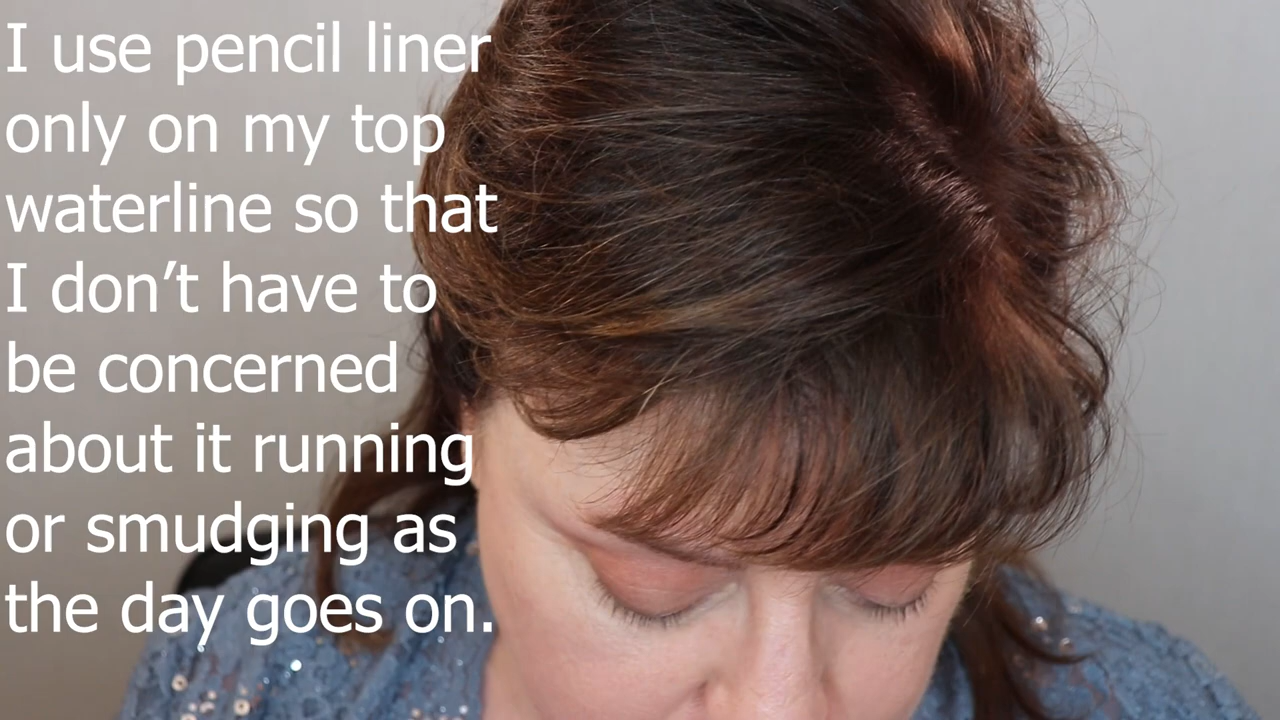 I use pencil liner
only on my top
waterline so that
I don’t have to
be concerned
about it running
or smudging as
the day goes on.